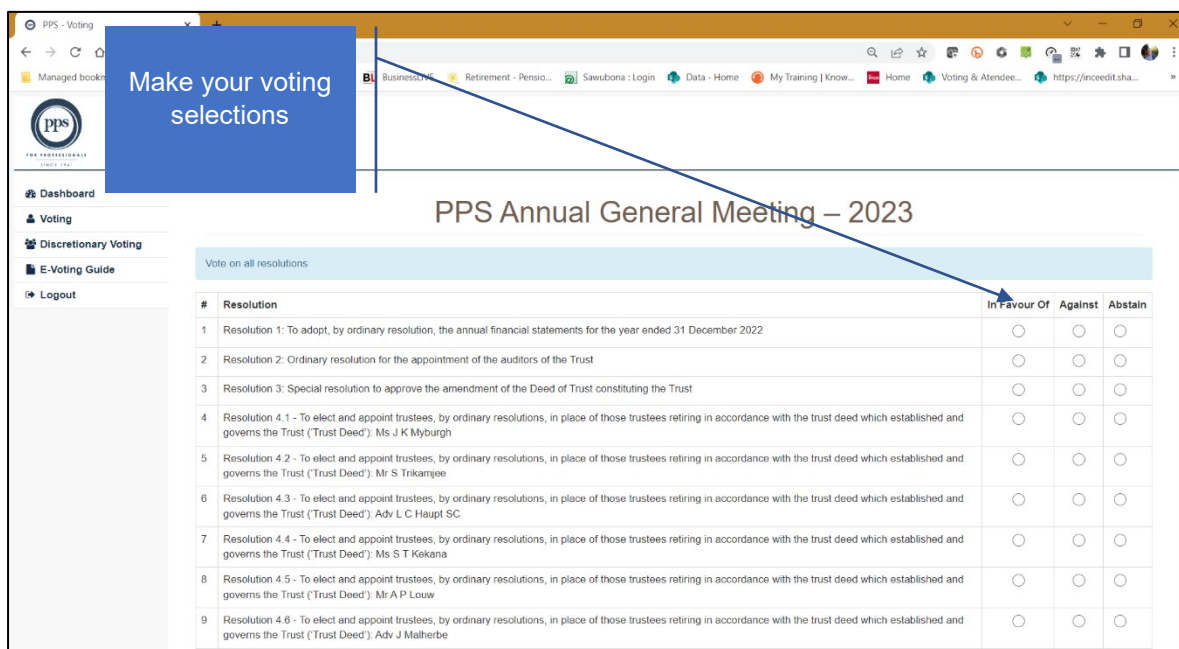 PPS - Voting
Make your voting
selections
Managed bookm
BL BusinessLIVE
Retirement - Pensio...
Sawubona : Login
Data - Home
My Training | Know...
Home
Voting & Atendee...
https://inceedit.sha...
»
pps
FOR PROFESSIONALS
SINCE 1941
Dashboard
Voting
Discretionary Voting
E-Voting Guide
Logout
PPS Annual General Meeting – 2023
Vote on all resolutions
# Resolution In Favour Of Against Abstain
1 Resolution 1: To adopt, by ordinary resolution, the annual financial statements for the year ended 31 December 2022
2 Resolution 2: Ordinary resolution for the appointment of the auditors of the Trust
3 Resolution 3: Special resolution to approve the amendment of the Deed of Trust constituting the Trust
4 Resolution 4.1 - To elect and appoint trustees, by ordinary resolutions, in place of those trustees retiring in accordance with the trust deed which established and
governs the Trust ('Trust Deed'): Ms J K Myburgh
5 Resolution 4.2 - To elect and appoint trustees, by ordinary resolutions, in place of those trustees retiring in accordance with the trust deed which established and
governs the Trust ('Trust Deed'): Mr S Trikamjee
6 Resolution 4.3 - To elect and appoint trustees, by ordinary resolutions, in place of those trustees retiring in accordance with the trust deed which established and
governs the Trust ('Trust Deed'): Adv L C Haupt SC
7 Resolution 4.4 - To elect and appoint trustees, by ordinary resolutions, in place of those trustees retiring in accordance with the trust deed which established and
governs the Trust ('Trust Deed'): Ms S T Kekana
8 Resolution 4.5 - To elect and appoint trustees, by ordinary resolutions, in place of those trustees retiring in accordance with the trust deed which established and
governs the Trust ('Trust Deed'): Mr A P Louw
9 Resolution 4.6 - To elect and appoint trustees, by ordinary resolutions, in place of those trustees retiring in accordance with the trust deed which established and
governs the Trust ('Trust Deed'): Adv J Malherbe